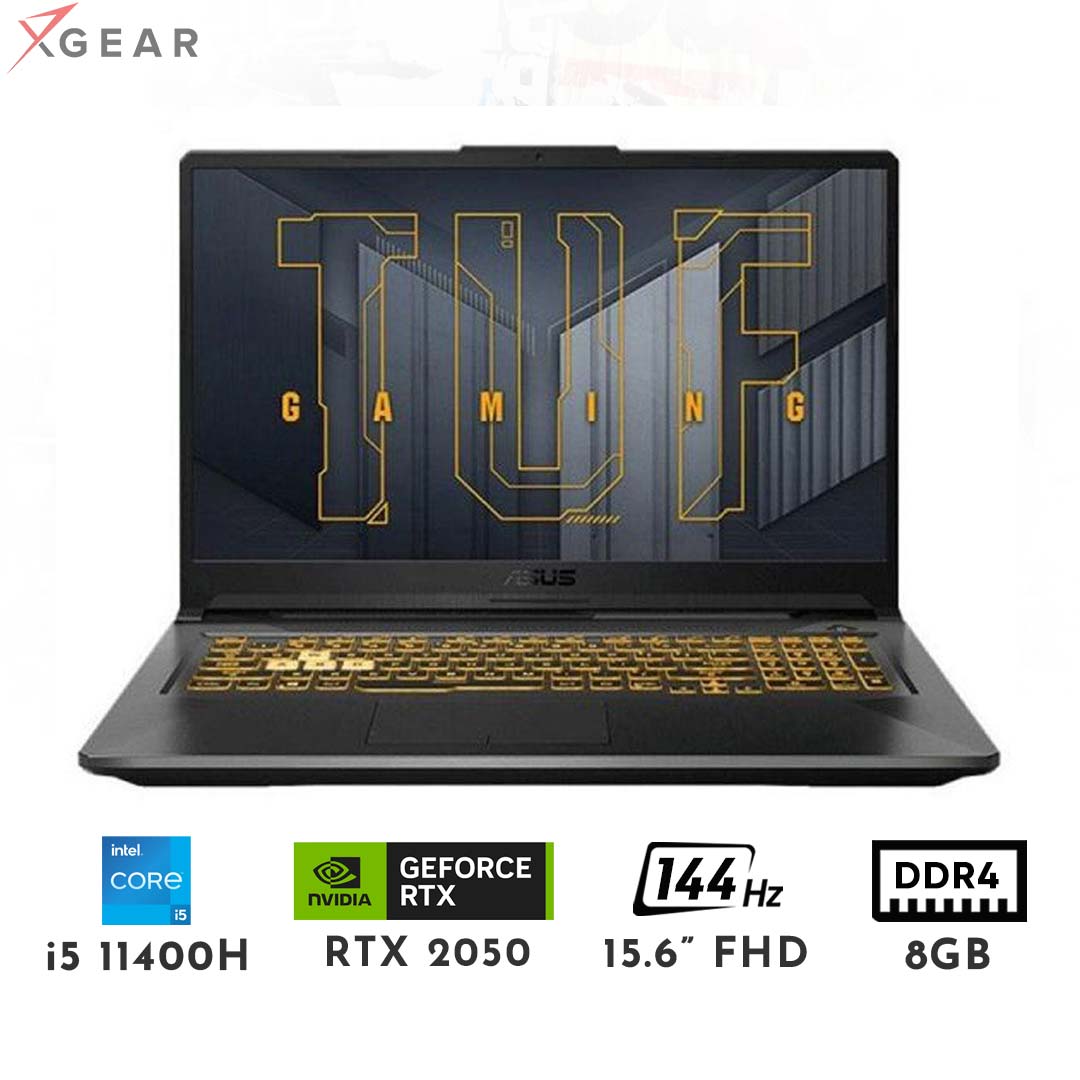 XGEAR
TUF
GAMING
ASUS
intel.
CORE
i5
i5 11400H
NVIDIA
GEFORCE
RTX
RTX 2050
144Hz
15.6” FHD
DDR4
8GB